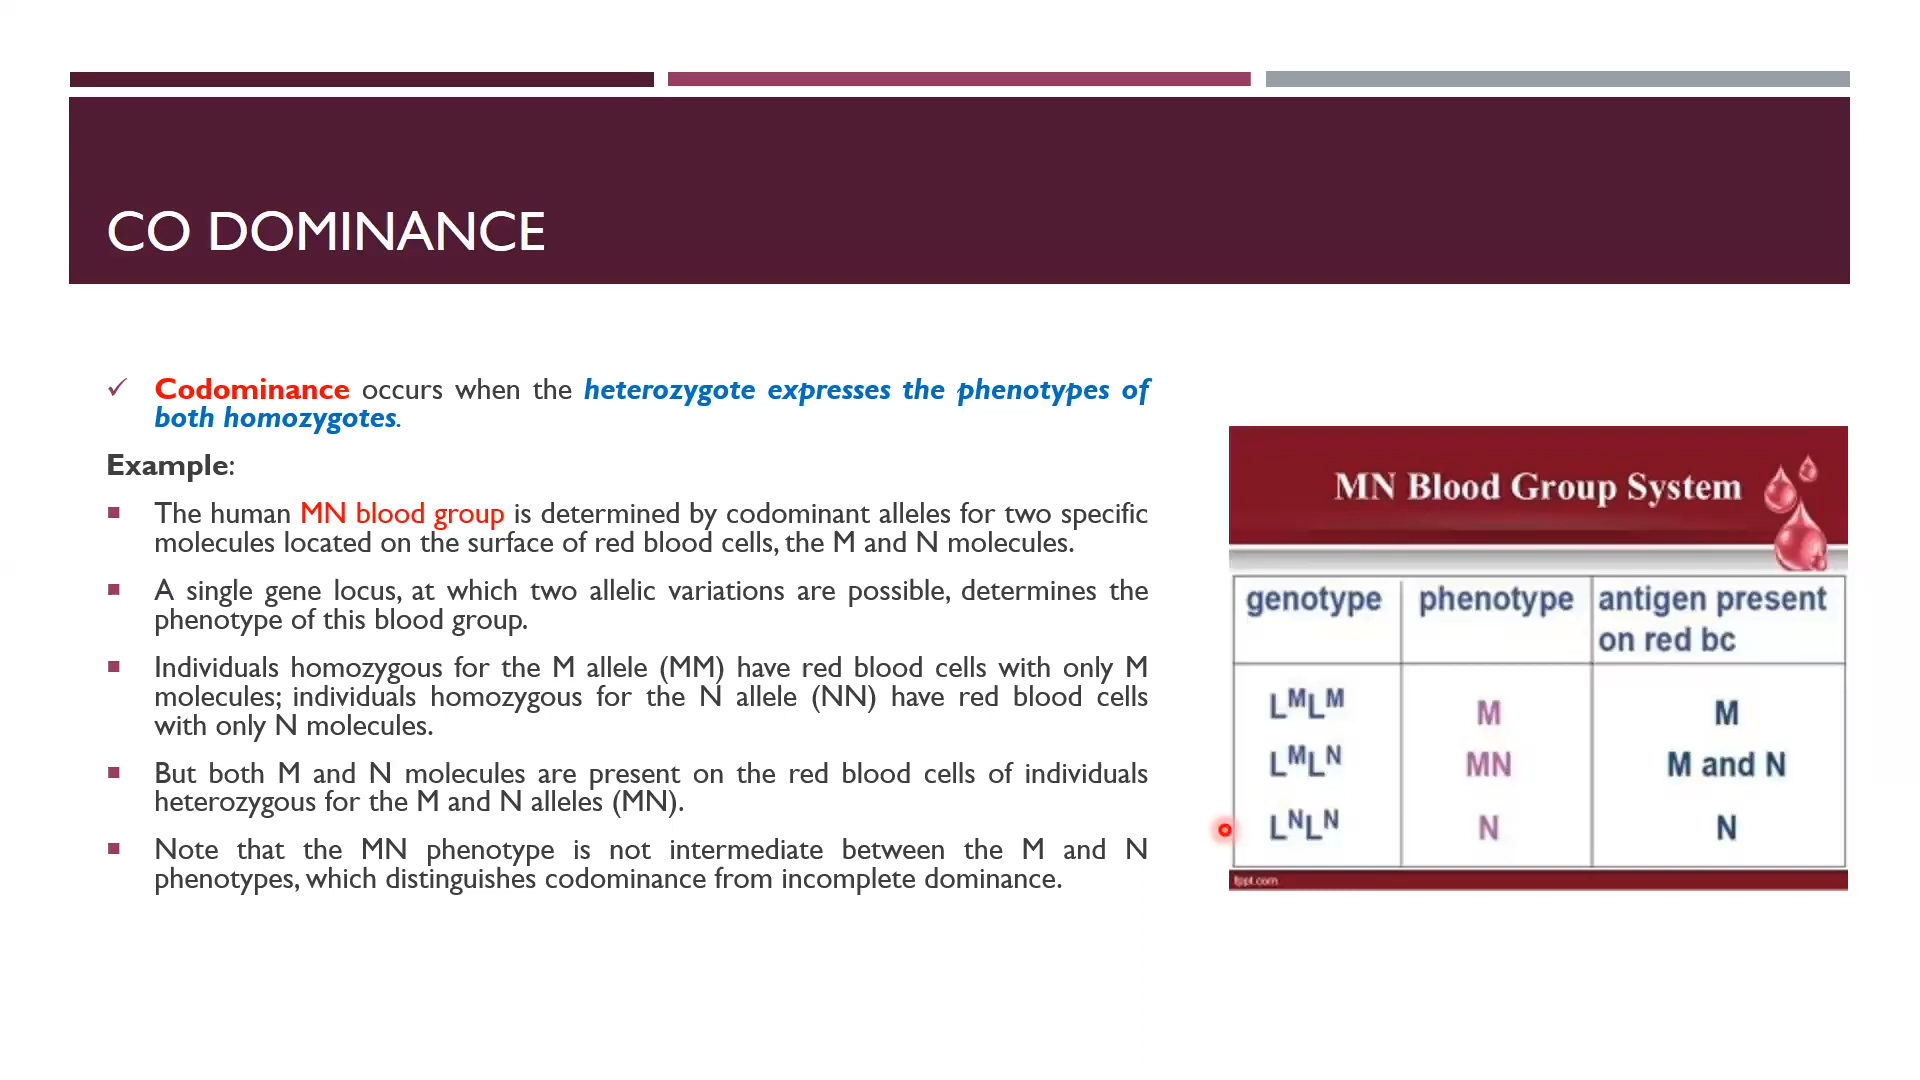 CO DOMINANCE
✓ Codominance occurs when the heterozygote expresses the phenotypes of
both homozygotes.
Example:
▪ The human MN blood group is determined by codominant alleles for two specific
molecules located on the surface of red blood cells, the M and N molecules.
▪ A single gene locus, at which two allelic variations are possible, determines the
phenotype of this blood group.
▪ Individuals homozygous for the M allele (MM) have red blood cells with only M
molecules; individuals homozygous for the N allele (NN) have red blood cells
with only N molecules.
▪ But both M and N molecules are present on the red blood cells of individuals
heterozygous for the M and N alleles (MN).
▪ Note that the MN phenotype is not intermediate between the M and N
phenotypes, which distinguishes codominance from incomplete dominance.
MN Blood Group System
genotype phenotype antigen present
on red bc
LᴹLᴹ M M
LᴹLᴺ MN M and N
LᴺLᴺ N N
fppt.com